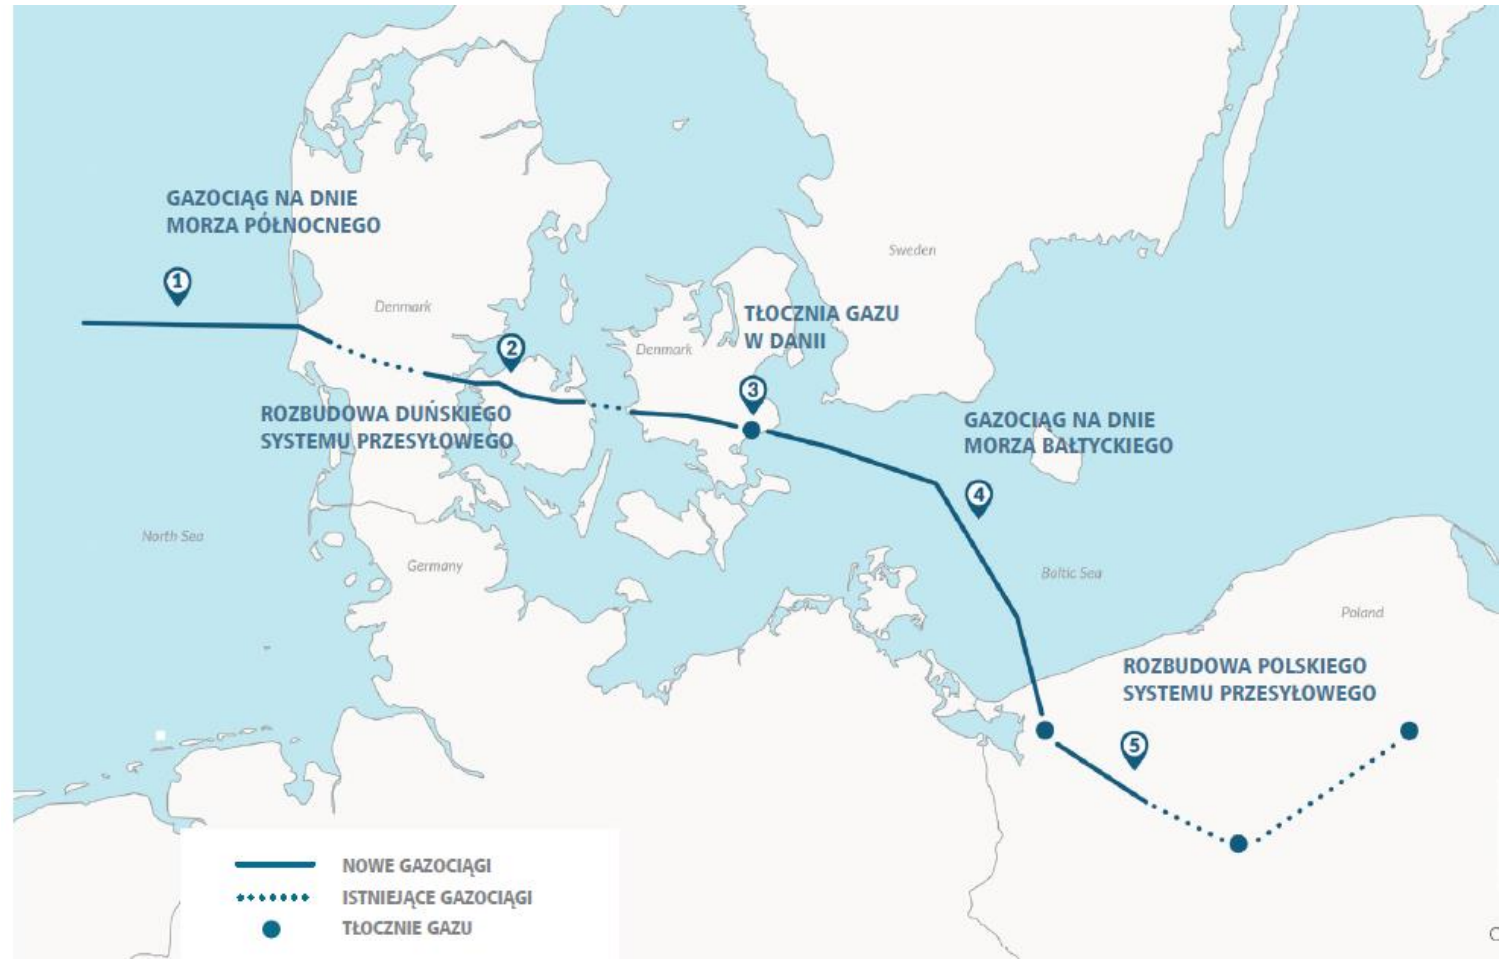 GAZOCIĄG NA DNIE
MORZA PÓŁNOCNEGO
1
Sweden
Denmark
TŁOCZNIA GAZU
W DANII
2
Denmark
3
ROZBUDOWA DUŃSKIEGO
SYSTEMU PRZESYŁOWEGO
GAZOCIĄG NA DNIE
MORZA BAŁTYCKIEGO
4
North Sea
Germany
Baltic Sea
Poland
ROZBUDOWA POLSKIEGO
SYSTEMU PRZESYŁOWEGO
5
NOWE GAZOCIĄGI
ISTNIEJĄCE GAZOCIĄGI
TŁOCZNIE GAZU